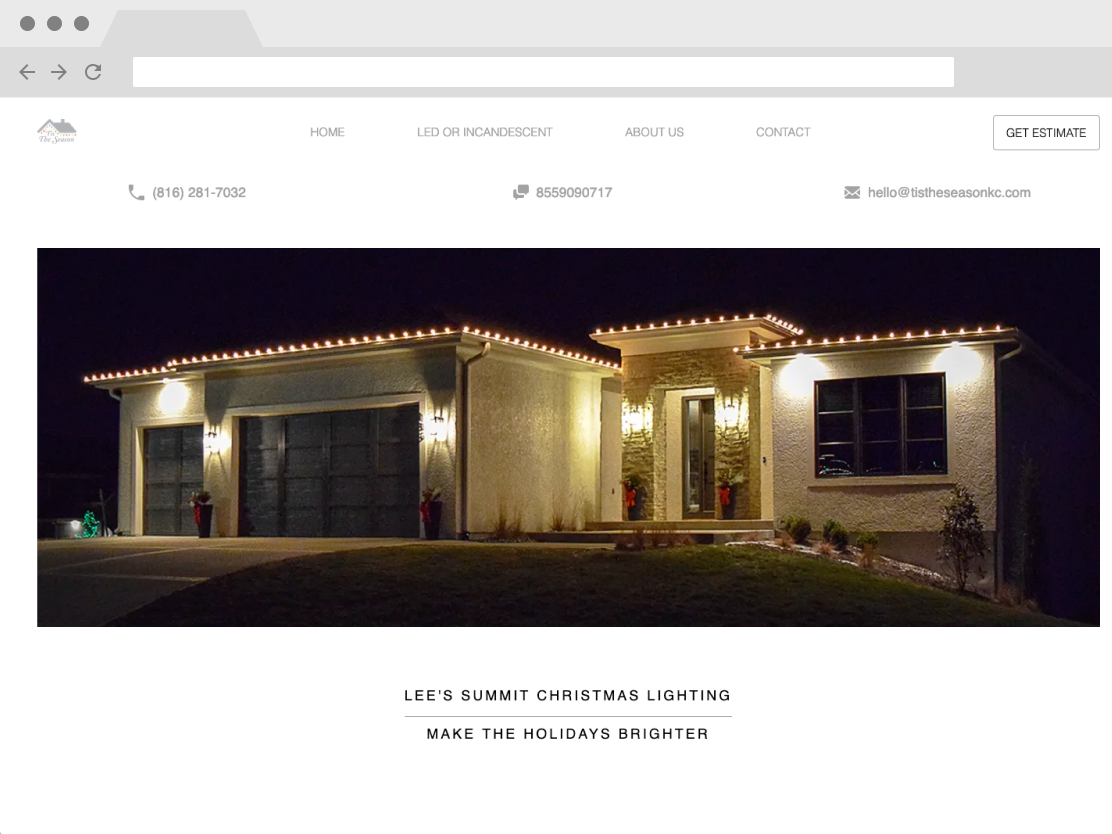 Tis
The Season
HOME
LED OR INCANDESCENT
ABOUT US
CONTACT
GET ESTIMATE
(816) 281-7032
8559090717
hello@tistheseasonkc.com
LEE'S SUMMIT CHRISTMAS LIGHTING
MAKE THE HOLIDAYS BRIGHTER